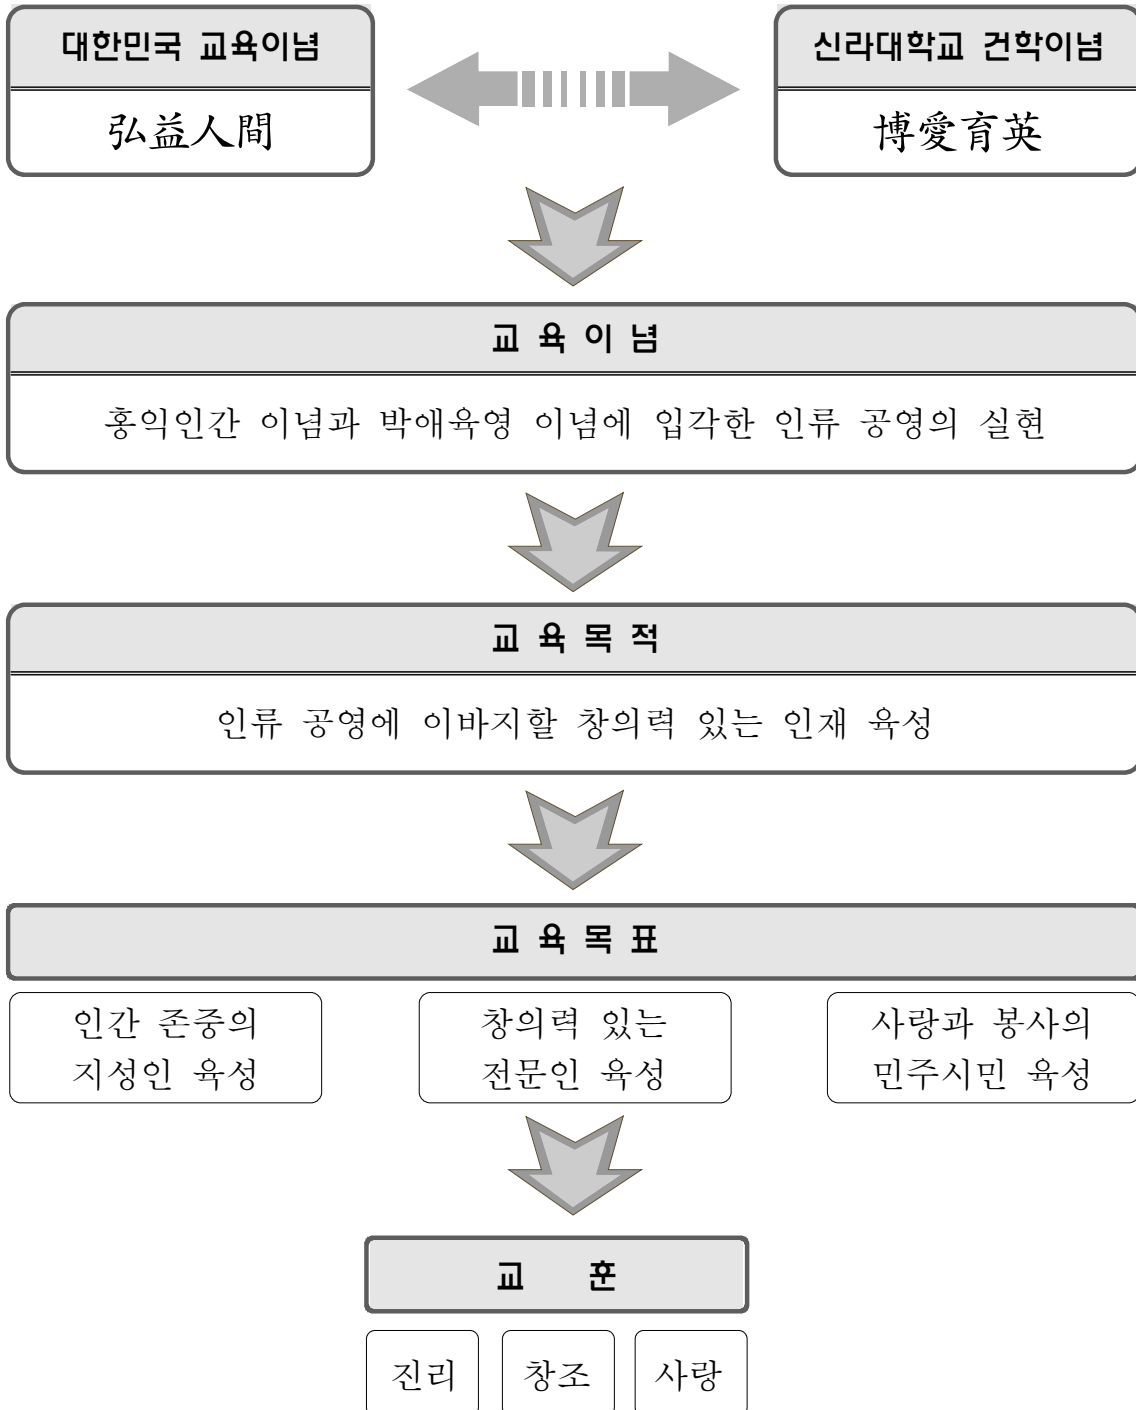 대한민국 교육이념
신라대학교 건학이념
弘益人間
博愛育英
교 육 이 념
홍익인간 이념과 박애육영 이념에 입각한 인류 공영의 실현
교 육 목 적
인류 공영에 이바지할 창의력 있는 인재 육성
교 육 목 표
인간 존중의
지성인 육성
창의력 있는
전문인 육성
사랑과 봉사의
민주시민 육성
교 훈
진리
창조
사랑